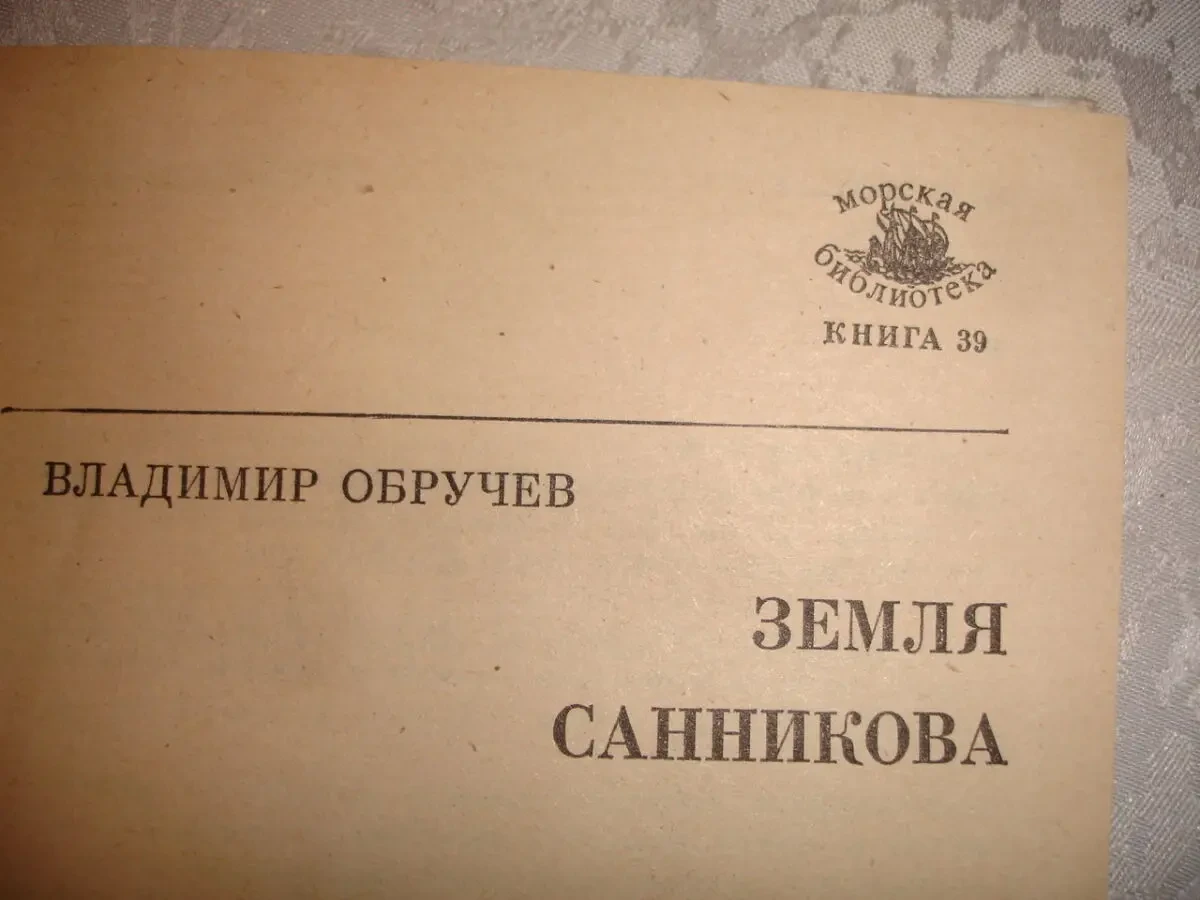 морская
библиотека
КНИГА 39
ВЛАДИМИР ОБРУЧЕВ
ЗЕМЛЯ
САННИКОВА